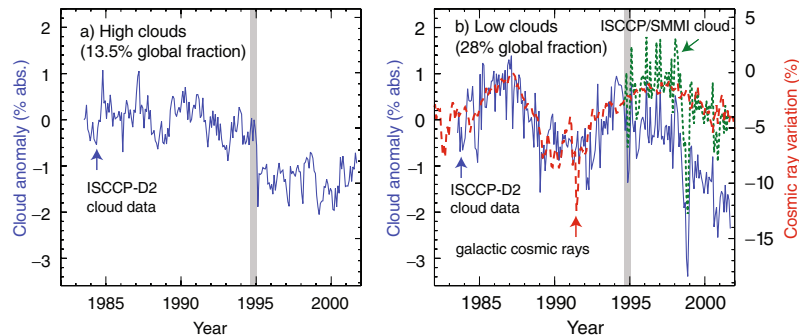 a) High clouds
(13.5% global fraction)
Cloud anomaly (% abs.)
2
1
0
−1
−2
−3
ISCCP-D2
cloud data
1985
1990
1995
2000
Year
b) Low clouds
(28% global fraction)
ISCCP/SMMI cloud
Cloud anomaly (% abs.)
2
1
0
−1
−2
−3
ISCCP-D2
cloud data
galactic cosmic rays
5
0
−5
−10
−15
Cosmic ray variation (%)
1985
1990
1995
2000
Year